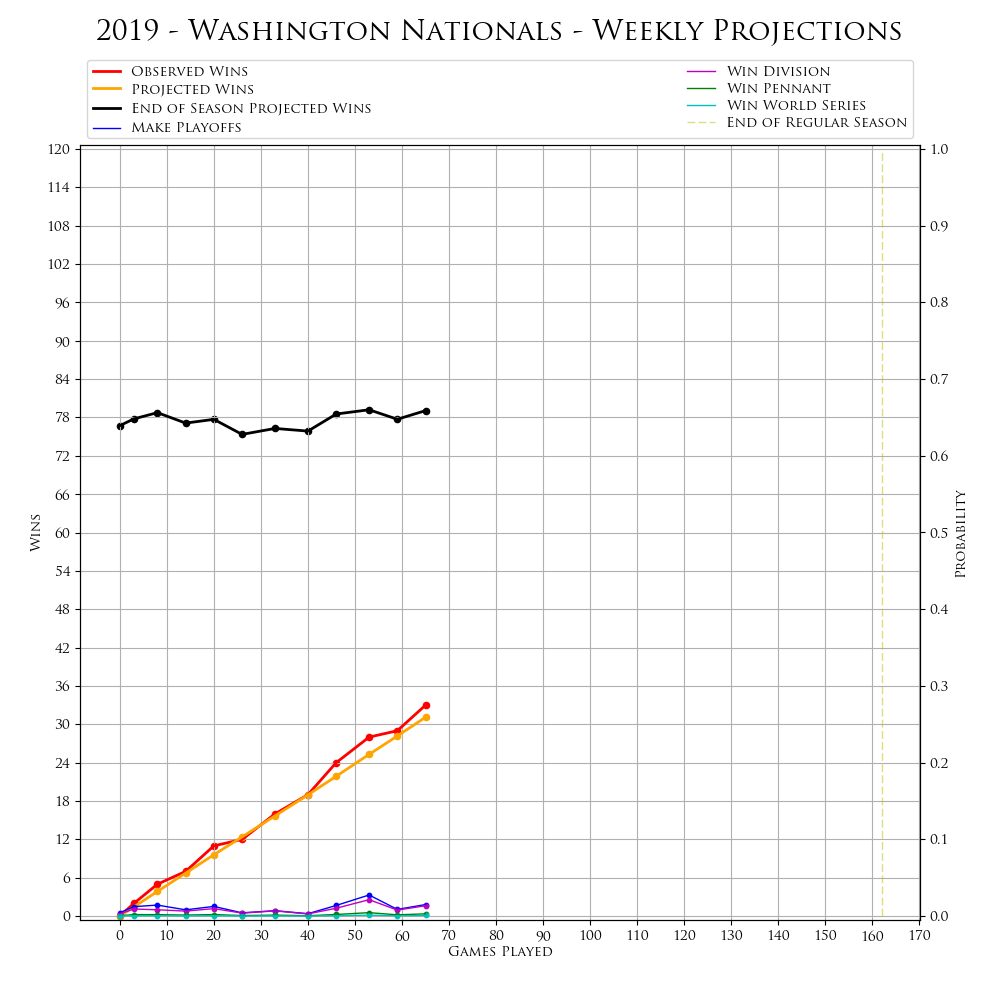 2019 - Washington Nationals - Weekly Projections
Observed Wins
Projected Wins
End of Season Projected Wins
Make Playoffs
Win Division
Win Pennant
Win World Series
End of Regular Season
120
114
108
102
96
90
84
78
72
66
60
54
48
42
36
30
24
18
12
6
0
Wins
1.0
0.9
0.8
0.7
0.6
0.5
0.4
0.3
0.2
0.1
0.0
Probability
0 10 20 30 40 50 60 70 80 90 100 110 120 130 140 150 160 170
Games Played